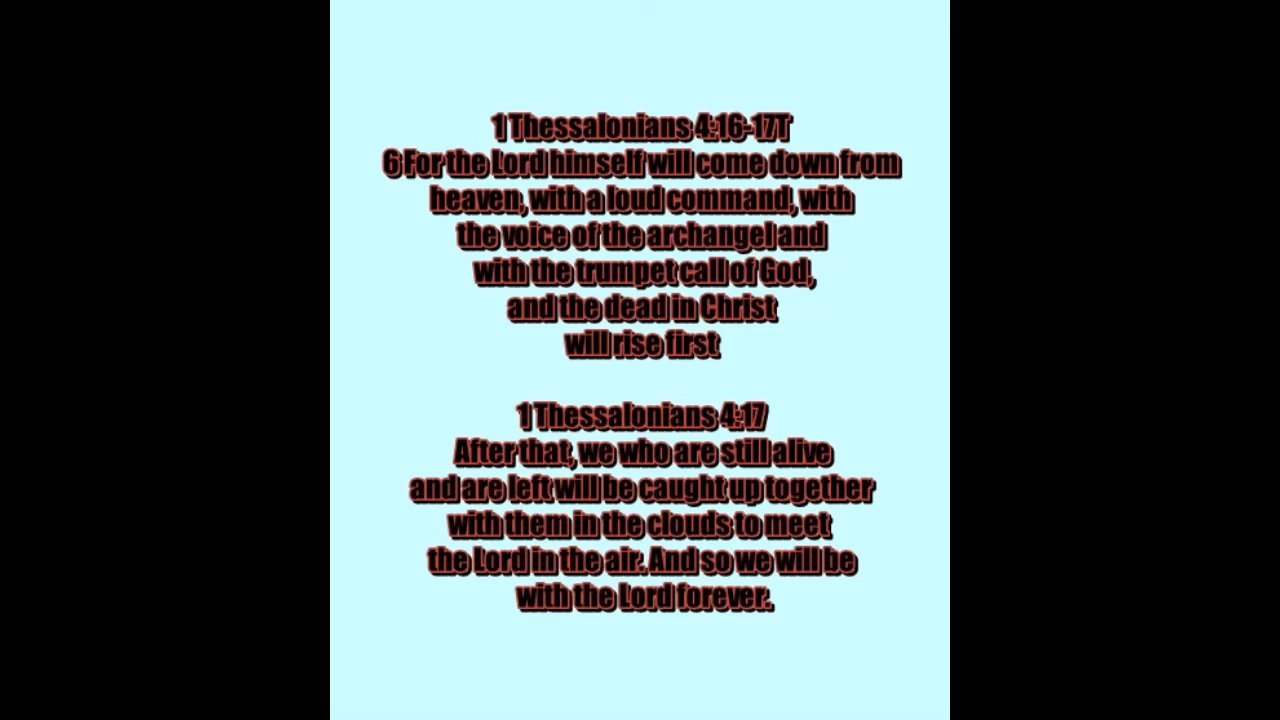 1 Thessalonians 4:16-17T
6 For the Lord himself will come down from
heaven, with a loud command, with
the voice of the archangel and
with the trumpet call of God,
and the dead in Christ
will rise first
1 Thessalonians 4:17
After that, we who are still alive
and are left will be caught up together
with them in the clouds to meet
the Lord in the air. And so we will be
with the Lord forever.